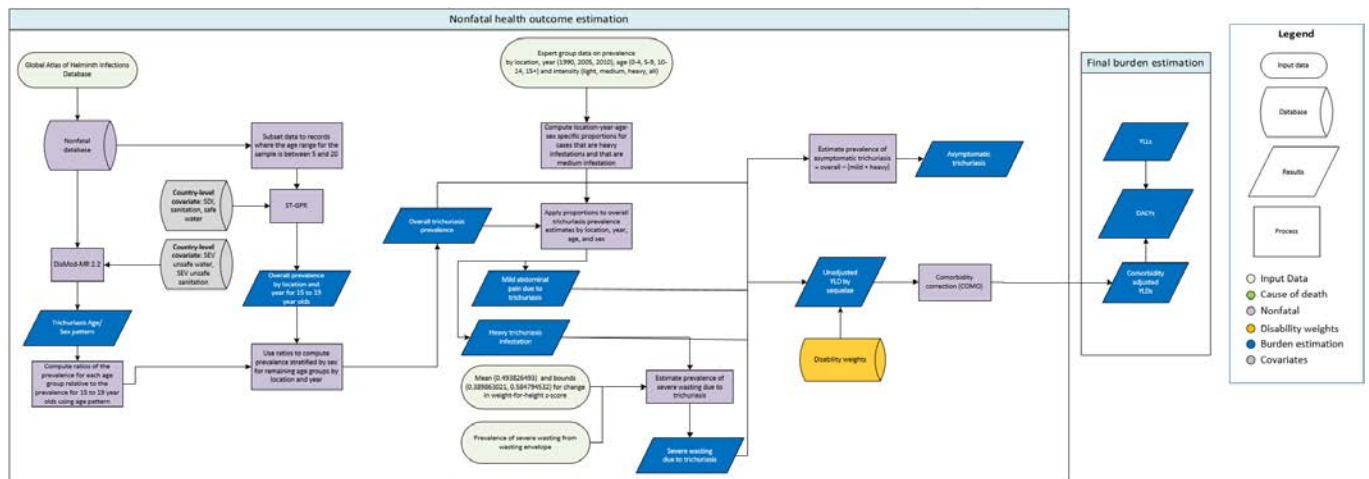 Nonfatal health outcome estimation
Global Atlas of Helminth Infections
Database
Nonfatal
database
Subset data to records
where the age range for
the sample is between 5 and 20
Country-level
covariate: SDI,
sanitation, safe
water
ST-GPR
DisMod-MR 2.2
Country-level
covariate: SEV
unsafe water,
SEV unsafe
sanitation
Overall prevalence
by location and
year for 15 to 19
year olds
Trichuriasis Age/
Sex pattern
Compute ratios of the
prevalence for each age
group relative to the
prevalence for 15 to 19 year
olds using age pattern
Use ratios to compute
prevalence stratified by sex
for remaining age groups by
location and year
Expert group data on prevalence
by location, year (1990, 2005, 2010), age (0-4, 5-9, 10-
14, 15+) and intensity (light, medium, heavy, all)
Compute location-year-age-
sex specific proportions for
cases that are heavy
infestations and that are
medium infestation
Overall trichuriasis
prevalence
Apply proportions to overall
trichuriasis prevalence
estimates by location, year,
age, and sex
Mild abdominal
pain due to
trichuriasis
Heavy trichuriasis
infestation
Mean (0.493826493) and bounds
(0.389863021, 0.584794532) for change
in weight-for-height z-score
Prevalence of severe wasting from
wasting envelope
Estimate prevalence of
severe wasting due to
trichuriasis
Severe wasting
due to trichuriasis
Estimate prevalence of
asymptomatic trichuriasis
= overall – (mild + heavy)
Asymptomatic
trichuriasis
Unadjusted
YLD by
sequelae
Disability weights
Comorbidity
correction (COMO)
Final burden estimation
YLLs
DALYs
Comorbidity
adjusted YLDs
Legend
Input data
Database
Results
Process
Input Data
Cause of death
Nonfatal
Disability weights
Burden estimation
Covariates